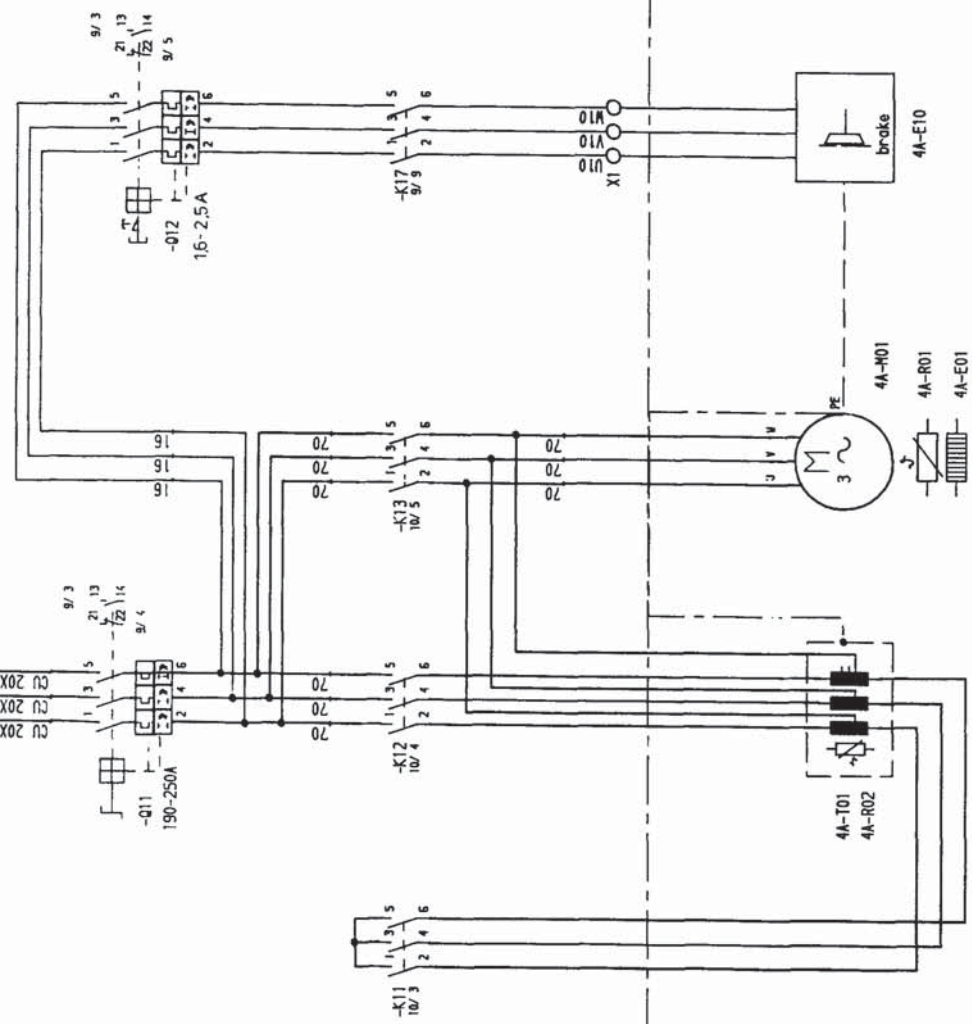 9/ 3
21 13
22 14
9/ 5
5 3 1
6 4 2
-Q12
1,6- 2,5 A
5 3 1
6 4 2
-K17
9/ 9
W10
V10
U10
X1
brake
4A-E10
16
16
16
70
70
70
5 3 1
6 4 2
-K13
10/ 5
70
70
70
W
V
U
PE
M
3 ~
4A-M01
4A-R01
4A-E01
CU 20X
CU 20X
CU 20X
9/ 3
21 13
22 14
9/ 4
5 3 1
6 4 2
-Q11
190-250A
70
70
70
5 3 1
6 4 2
-K12
10/ 4
4A-T01
4A-R02
5 3 1
6 4 2
-K11
10/ 3